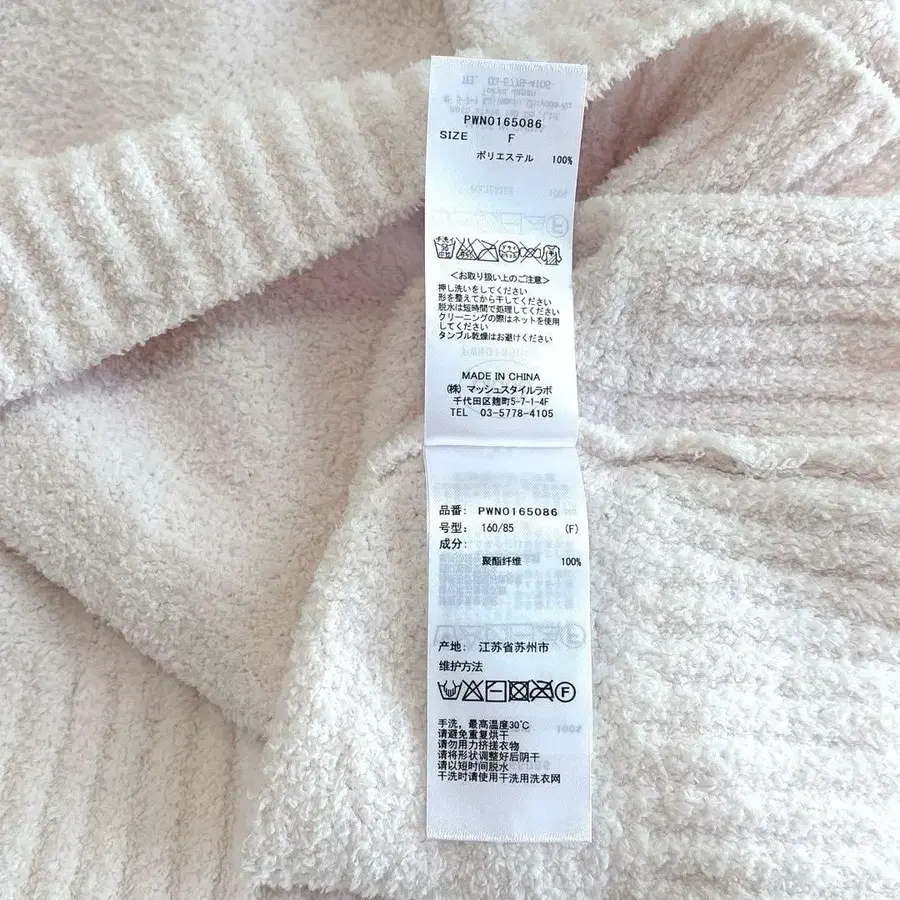 PWNO165086
SIZE F
ポリエステル 100%
<お取り扱い上のご注意>
押し洗いをしてください
形を整えてから干してください
脱水は短時間で処理してください
クリーニングの際はネットを使用
してください
タンブル乾燥はお避けください
MADE IN CHINA
(株) マッシュスタイルラボ
千代田区麹町5-7-1-4F
TEL 03-5778-4105
品番: PWNO165086
号型: 160/85 (F)
成分:
聚酯纤维 100%
产地: 江苏省苏州市
维护方法
手洗，最高温度30℃
请避免重复烘干
请勿用力挤搓衣物
请将形状调整好后阴干
请以短时间脱水
干洗时请使用干洗用洗衣网